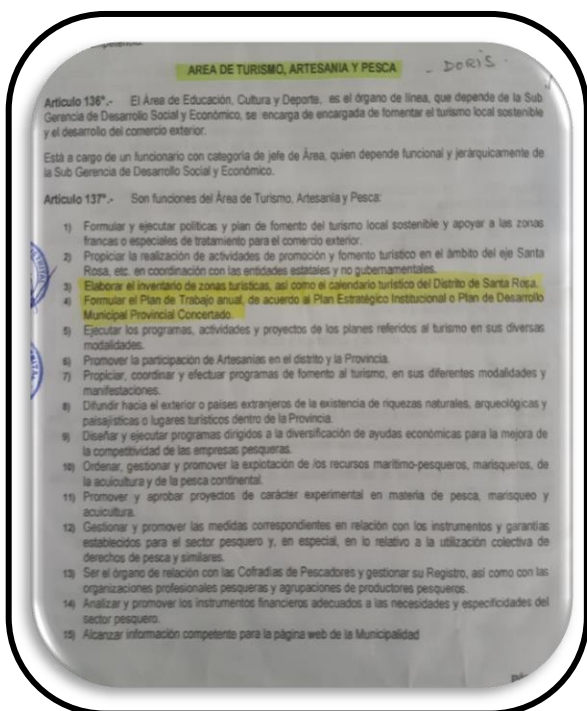 AREA DE TURISMO, ARTESANIA Y PESCA
- DORIS -
Artículo 136°.- El Área de Educación, Cultura y Deporte, es el órgano de línea, que depende de la Sub
Gerencia de Desarrollo Social y Económico, se encarga de encargada de fomentar el turismo local sostenible
y el desarrollo del comercio exterior.
Está a cargo de un funcionario con categoría de jefe de Área, quien depende funcional y jerárquicamente de
la Sub Gerencia de Desarrollo Social y Económico.
Artículo 137°.- Son funciones del Área de Turismo, Artesanía y Pesca:
1) Formular y ejecutar políticas y plan de fomento del turismo local sostenible y apoyar a las zonas
francas o especiales de tratamiento para el comercio exterior.
2) Propiciar la realización de actividades de promoción y fomento turístico en el ámbito del eje Santa
Rosa, etc. en coordinación con las entidades estatales y no gubernamentales.
3) Elaborar el inventario de zonas turísticas, así como el calendario turístico del Distrito de Santa Rosa.
4) Formular el Plan de Trabajo anual, de acuerdo al Plan Estratégico Institucional o Plan de Desarrollo
Municipal Provincial Concertado.
5) Ejecutar los programas, actividades y proyectos de los planes referidos al turismo en sus diversas
modalidades.
6) Promover la participación de Artesanías en el distrito y la Provincia.
7) Propiciar, coordinar y efectuar programas de fomento al turismo, en sus diferentes modalidades y
manifestaciones.
8) Difundir hacia el exterior o países extranjeros de la existencia de riquezas naturales, arqueológicas y
paisajísticas o lugares turísticos dentro de la Provincia.
9) Diseñar y ejecutar programas dirigidos a la diversificación de ayudas económicas para la mejora de
la competitividad de las empresas pesqueras.
10) Ordenar, gestionar y promover la explotación de los recursos marítimo-pesqueros, marisqueros, de
la acuicultura y de la pesca continental.
11) Promover y aprobar proyectos de carácter experimental en materia de pesca, marisqueo y
acuicultura.
12) Gestionar y promover las medidas correspondientes en relación con los instrumentos y garantías
establecidos para el sector pesquero y, en especial, en lo relativo a la utilización colectiva de
derechos de pesca y similares.
13) Ser el órgano de relación con las Cofradías de Pescadores y gestionar su Registro, así como con las
organizaciones profesionales pesqueras y agrupaciones de productores pesqueros.
14) Analizar y promover los instrumentos financieros adecuados a las necesidades y especificidades del
sector pesquero.
15) Alcanzar información competente para la página web de la Municipalidad